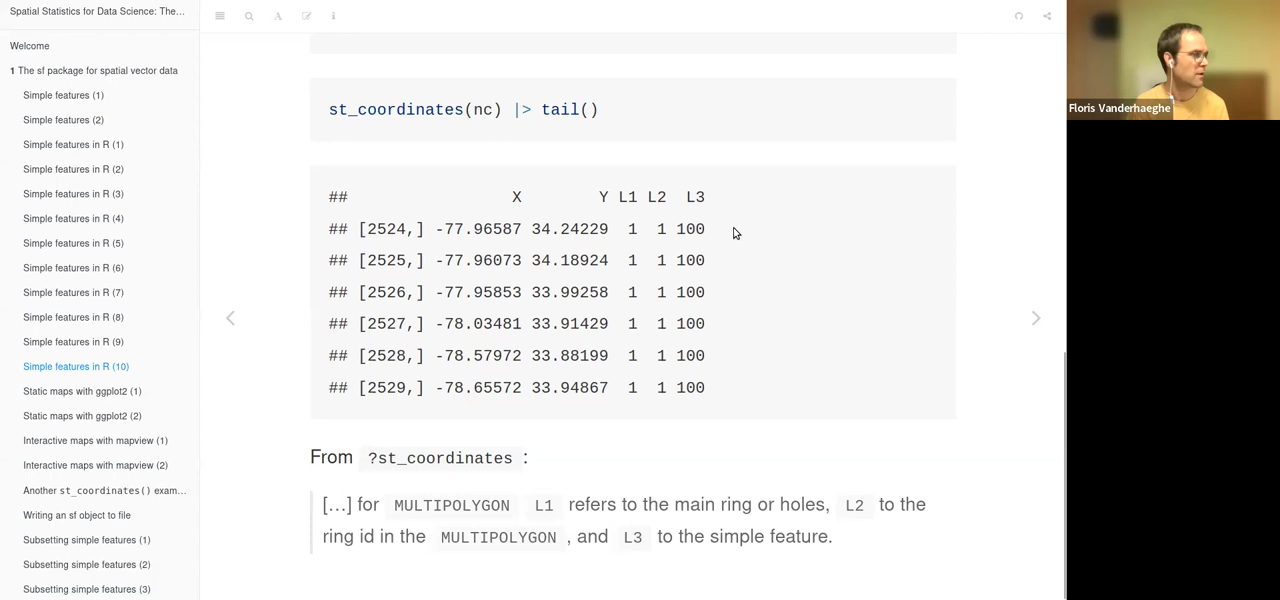 Spatial Statistics for Data Science: The...
Welcome
1 The sf package for spatial vector data
Simple features (1)
Simple features (2)
Simple features in R (1)
Simple features in R (2)
Simple features in R (3)
Simple features in R (4)
Simple features in R (5)
Simple features in R (6)
Simple features in R (7)
Simple features in R (8)
Simple features in R (9)
Simple features in R (10)
Static maps with ggplot2 (1)
Static maps with ggplot2 (2)
Interactive maps with mapview (1)
Interactive maps with mapview (2)
Another st_coordinates() exam...
Writing an sf object to file
Subsetting simple features (1)
Subsetting simple features (2)
Subsetting simple features (3)
st_coordinates(nc) |> tail()
## X Y L1 L2 L3
## [2524,] -77.96587 34.24229 1 1 100
## [2525,] -77.96073 34.18924 1 1 100
## [2526,] -77.95853 33.99258 1 1 100
## [2527,] -78.03481 33.91429 1 1 100
## [2528,] -78.57972 33.88199 1 1 100
## [2529,] -78.65572 33.94867 1 1 100
From ?st_coordinates :
[…] for MULTIPOLYGON L1 refers to the main ring or holes, L2 to the
ring id in the MULTIPOLYGON , and L3 to the simple feature.
Floris Vanderhaeghe